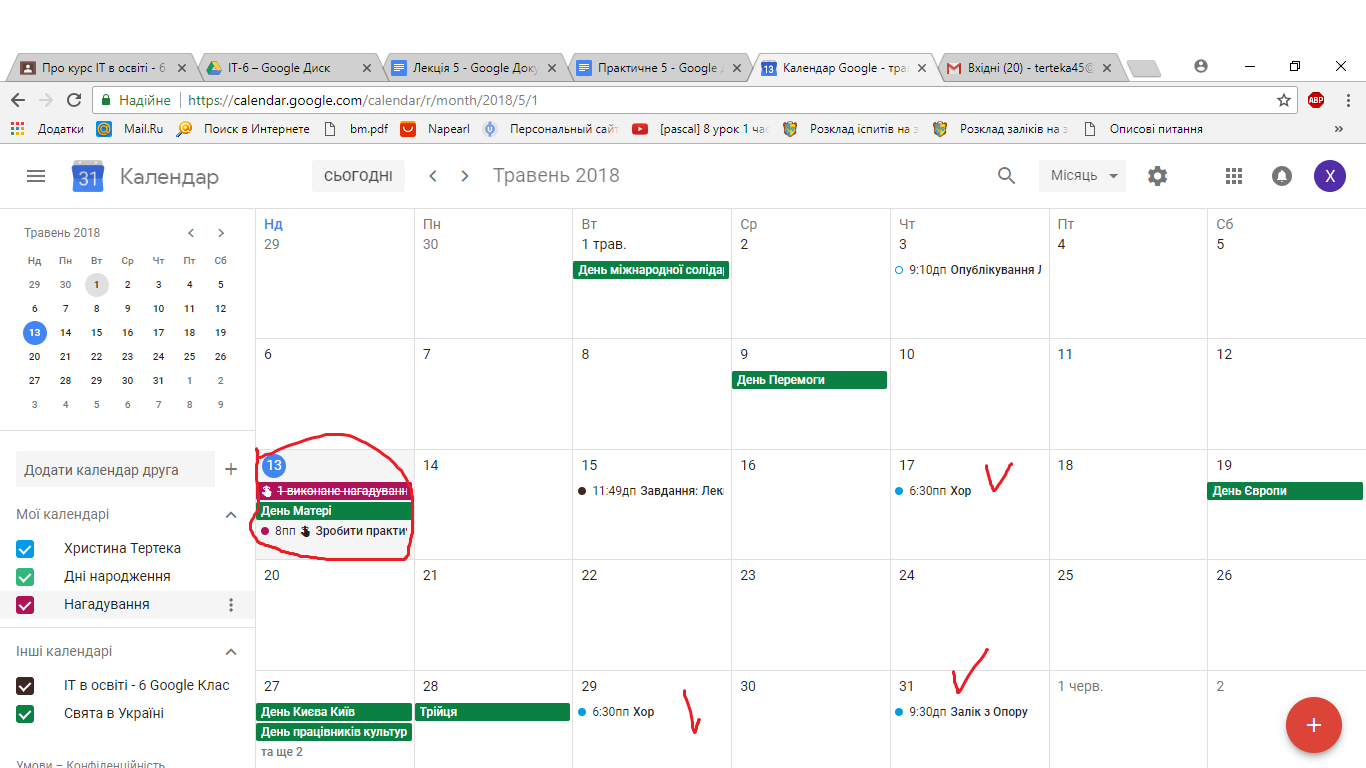 Про курс ІТ в освіті - 6
ІТ-6 – Google Диск
Лекція 5 - Google Доку
Практичне 5 - Google Д
Календар Google - тра
Вхідні (20) - terteka45@
Надійне
https://calendar.google.com/calendar/r/month/2018/5/1
ABP
Додатки
Mail.Ru
Поиск в Интернете
bm.pdf
Napearl
Персональный сайт
[pascal] 8 урок 1 час
Розклад іспитів на з
Розклад заліків на з
Описові питання
»
31
Календар
СЬОГОДНІ
Травень 2018
Місяць
X
Травень 2018
Нд Пн Вт Ср Чт Пт Сб
29 30 1 2 3 4 5
6 7 8 9 10 11 12
13 14 15 16 17 18 19
20 21 22 23 24 25 26
27 28 29 30 31 1 2
3 4 5 6 7 8 9
Додати календар друга
Мої календарі
Христина Тертека
Дні народження
Нагадування
Інші календарі
ІТ в освіті - 6 Google Клас
Свята в Україні
Умови – Конфіденційність
Нд Пн Вт Ср Чт Пт Сб
29 30 1 трав. 2 3 4 5
День міжнародної соліда
9:10дп Опублікування Л
6 7 8 9 10 11 12
День Перемоги
13 14 15 16 17 18 19
1 виконане нагадуванн
День Матері
8пп Зробити практич
11:49дп Завдання: Лек
6:30пп Хор
День Європи
20 21 22 23 24 25 26
27 28 29 30 31 1 черв. 2
День Києва Київ
День працівників культур
та ще 2
Трійця
6:30пп Хор
9:30дп Залік з Опору